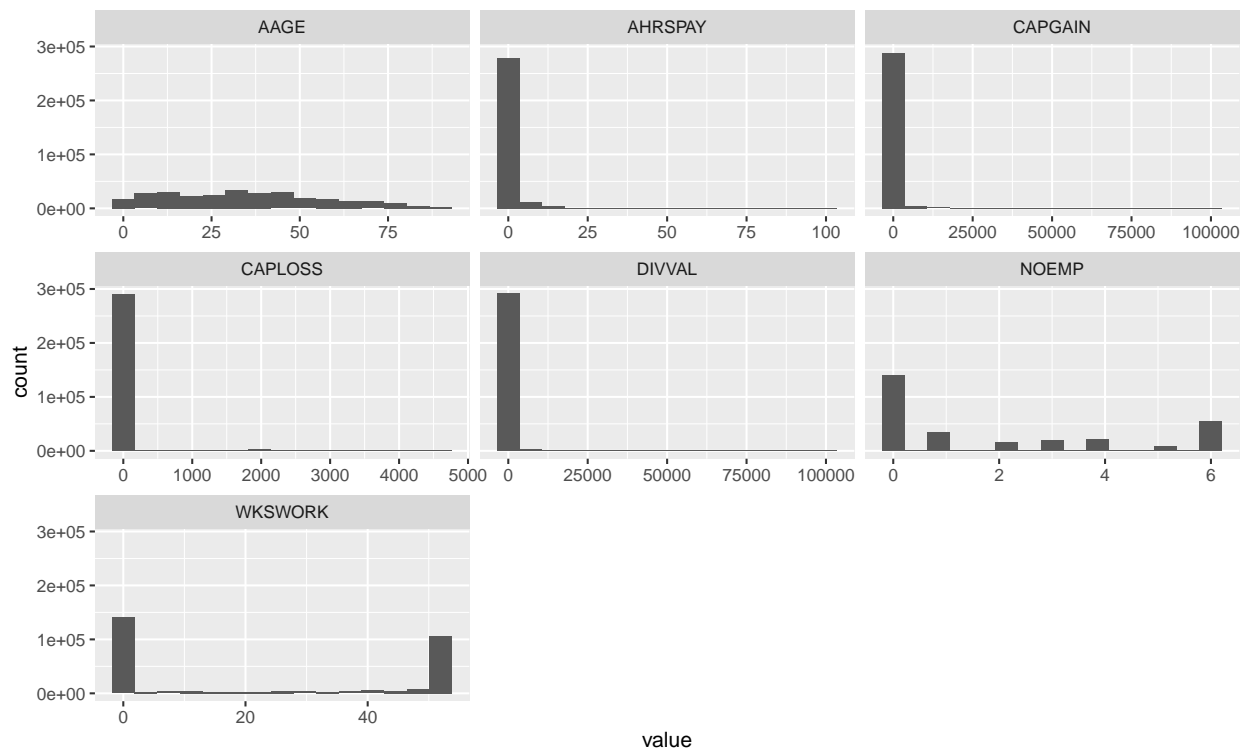 AAGE AHRSPAY CAPGAIN
3e+05
2e+05
1e+05
0e+00
0 25 50 75 0 25 50 75 100 0 25000 50000 75000 100000
CAPLOSS DIVVAL NOEMP
3e+05
2e+05
1e+05
0e+00
0 1000 2000 3000 4000 5000 0 25000 50000 75000 100000 0 2 4 6
WKSWORK
3e+05
2e+05
1e+05
0e+00
0 20 40
count
value